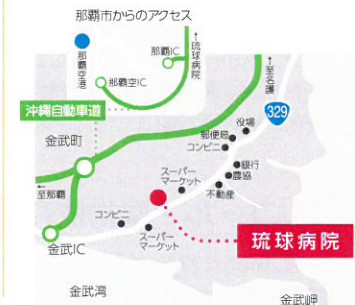 那覇市からのアクセス
那覇IC
↑琉球病院
那覇空港
那覇空IC
↑至名護
沖縄自動車道
329
役場
郵便局
コンビニ
金武町
銀行
農協
スーパーマーケット
不動産
←至那覇
コンビニ
スーパーマーケット
琉球病院
金武IC
金武湾
金武岬